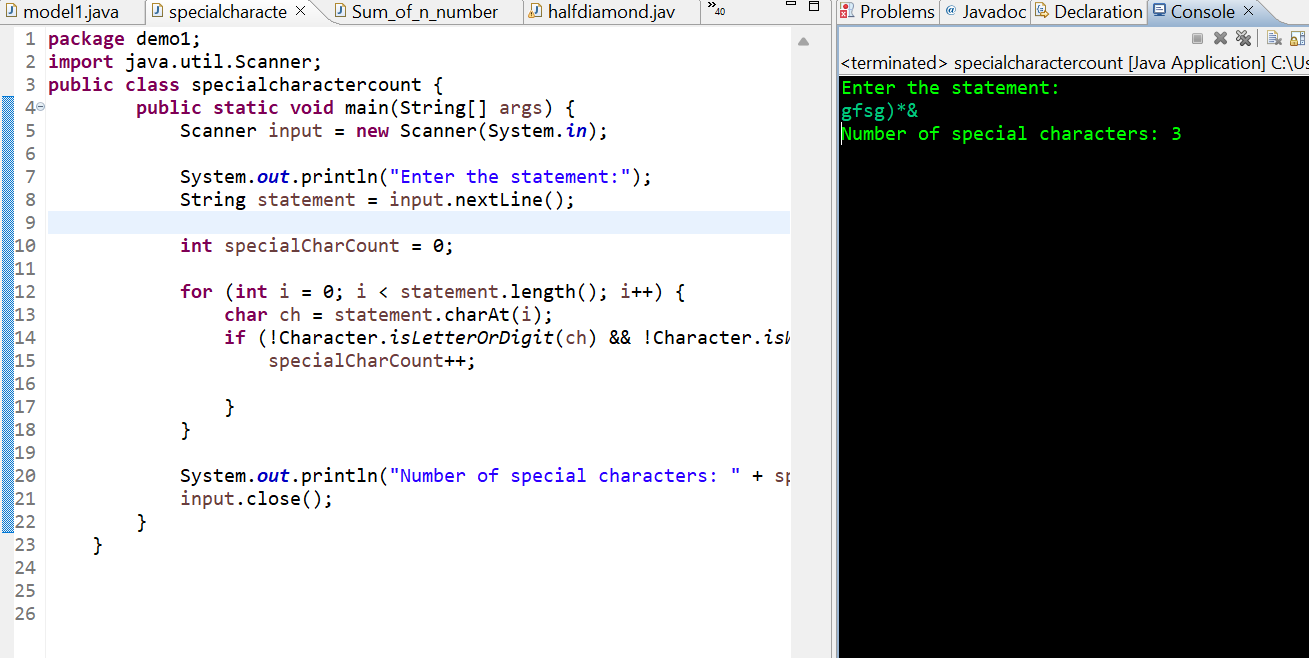 model1.java specialcharacte Sum_of_n_number halfdiamond.jav »40
1 package demo1;
2 import java.util.Scanner;
3 public class specialcharactercount {
4 public static void main(String[] args) {
5 Scanner input = new Scanner(System.in);
6
7 System.out.println("Enter the statement:");
8 String statement = input.nextLine();
9
10 int specialCharCount = 0;
11
12 for (int i = 0; i < statement.length(); i++) {
13 char ch = statement.charAt(i);
14 if (!Character.isLetterOrDigit(ch) && !Character.is
15 specialCharCount++;
16
17 }
18 }
19
20 System.out.println("Number of special characters: " + sp
21 input.close();
22 }
23 }
24
25
26
Problems @ Javadoc Declaration Console
<terminated> specialcharactercount [Java Application] C:\Us
Enter the statement:
gfsg)*&
Number of special characters: 3